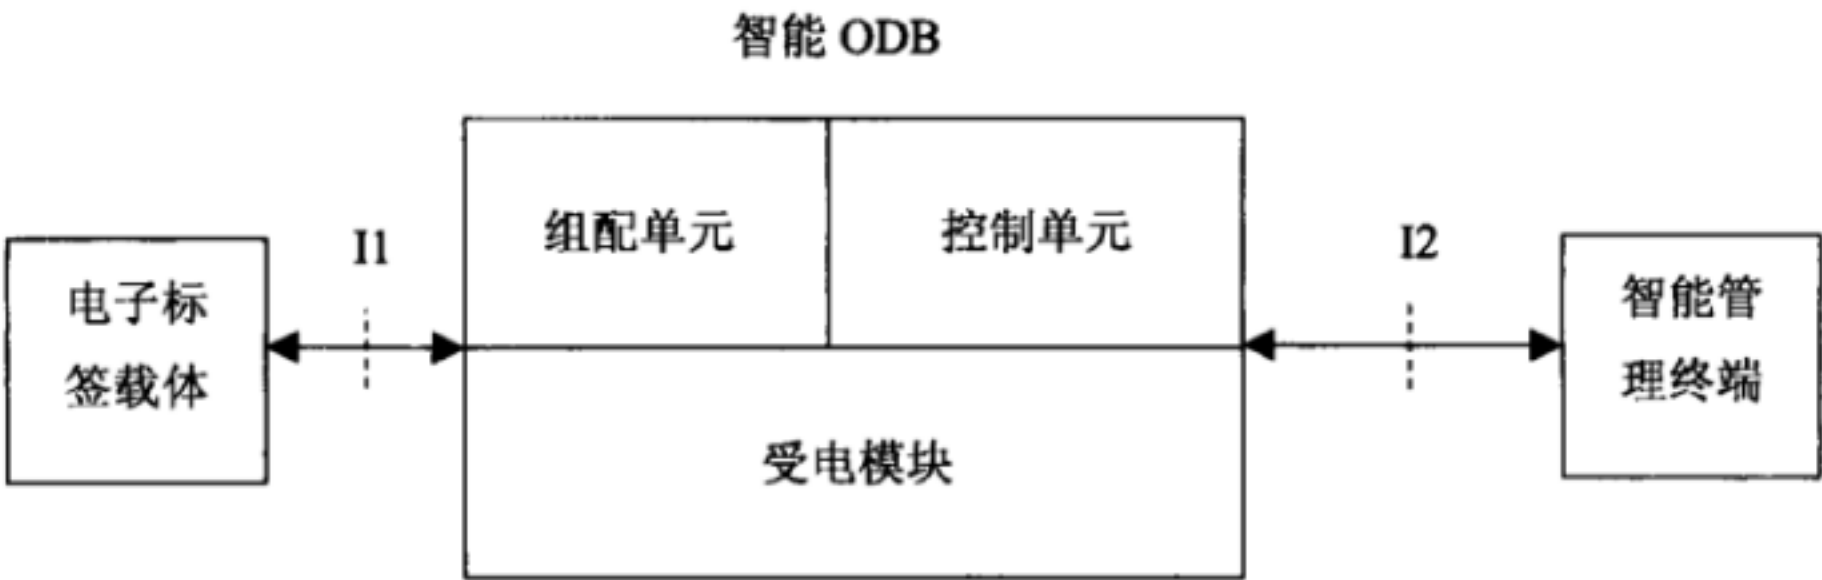 智能 ODB
组配单元
控制单元
I1
I2
电子标
签载体
智能管
理终端
受电模块